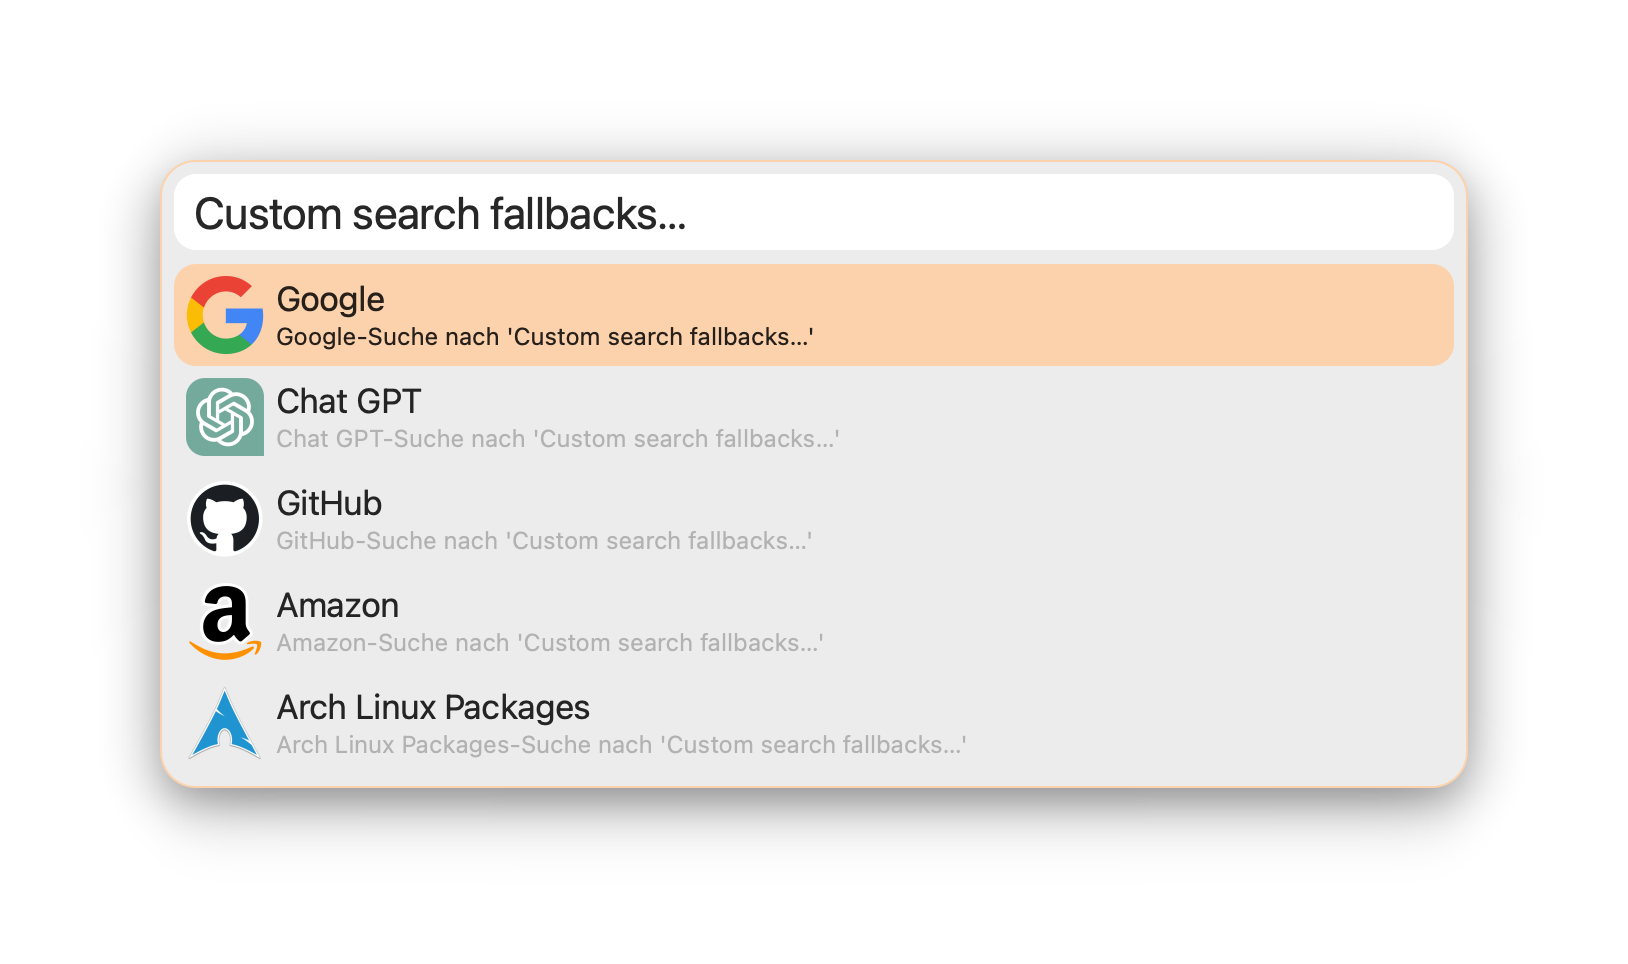 Custom search fallbacks...
Google
Google-Suche nach 'Custom search fallbacks...'
Chat GPT
Chat GPT-Suche nach 'Custom search fallbacks...'
GitHub
GitHub-Suche nach 'Custom search fallbacks...'
Amazon
Amazon-Suche nach 'Custom search fallbacks...'
Arch Linux Packages
Arch Linux Packages-Suche nach 'Custom search fallbacks...'